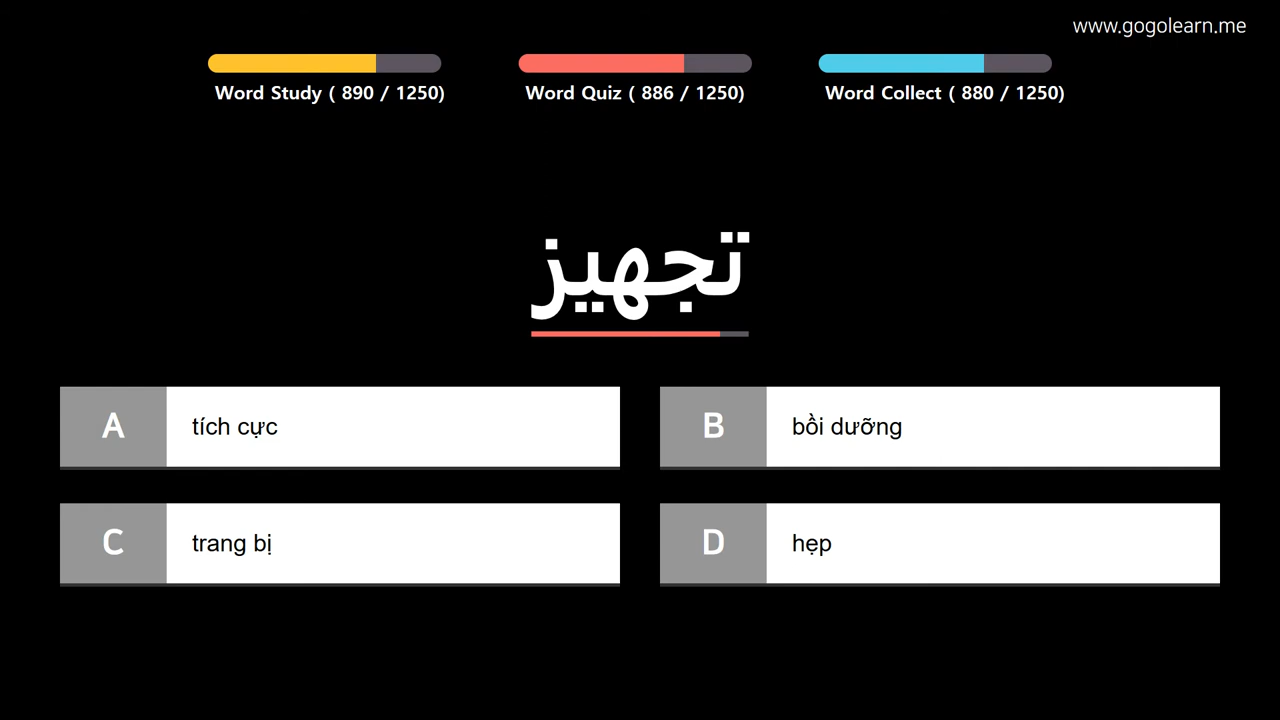 www.gogolearn.me
Word Study ( 890 / 1250)
Word Quiz ( 886 / 1250)
Word Collect ( 880 / 1250)
تجهيز
A
tích cực
B
bồi dưỡng
C
trang bị
D
hẹp